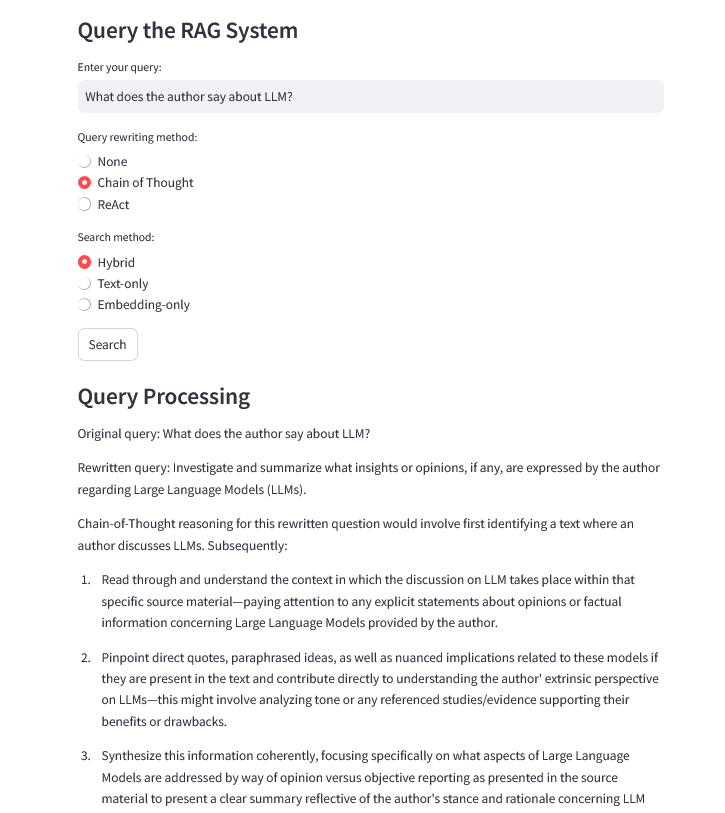 Query the RAG System
Enter your query:
What does the author say about LLM?
Query rewriting method:
None
Chain of Thought
ReAct
Search method:
Hybrid
Text-only
Embedding-only
Search
Query Processing
Original query: What does the author say about LLM?
Rewritten query: Investigate and summarize what insights or opinions, if any, are expressed by the author
regarding Large Language Models (LLMs).
Chain-of-Thought reasoning for this rewritten question would involve first identifying a text where an
author discusses LLMs. Subsequently:
1. Read through and understand the context in which the discussion on LLM takes place within that
specific source material—paying attention to any explicit statements about opinions or factual
information concerning Large Language Models provided by the author.
2. Pinpoint direct quotes, paraphrased ideas, as well as nuanced implications related to these models if
they are present in the text and contribute directly to understanding the author' extrinsic perspective
on LLMs—this might involve analyzing tone or any referenced studies/evidence supporting their
benefits or drawbacks.
3. Synthesize this information coherently, focusing specifically on what aspects of Large Language
Models are addressed by way of opinion versus objective reporting as presented in the source
material to present a clear summary reflective of the author's stance and rationale concerning LLM